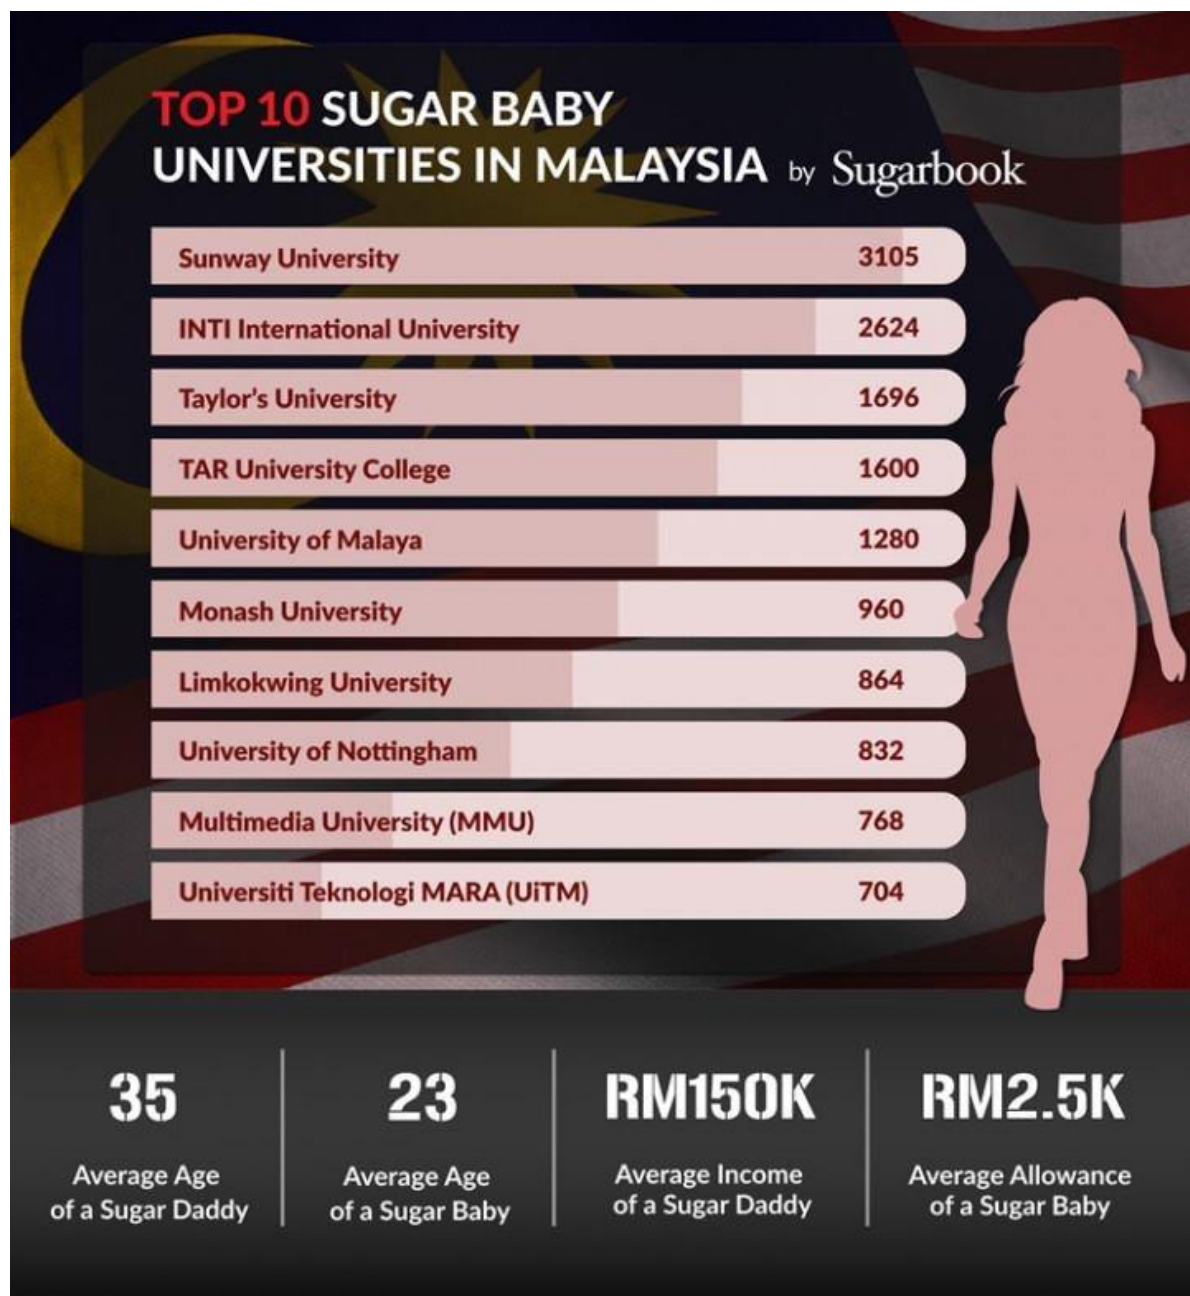 TOP 10 SUGAR BABY
UNIVERSITIES IN MALAYSIA by Sugarbook
Sunway University 3105
INTI International University 2624
Taylor's University 1696
TAR University College 1600
University of Malaya 1280
Monash University 960
Limkokwing University 864
University of Nottingham 832
Multimedia University (MMU) 768
Universiti Teknologi MARA (UiTM) 704
35
Average Age
of a Sugar Daddy
23
Average Age
of a Sugar Baby
RM150K
Average Income
of a Sugar Daddy
RM2.5K
Average Allowance
of a Sugar Baby